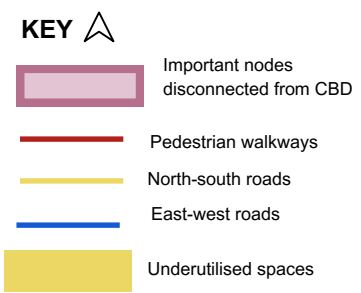 KEY
Important nodes
disconnected from CBD
Pedestrian walkways
North-south roads
East-west roads
Underutilised spaces